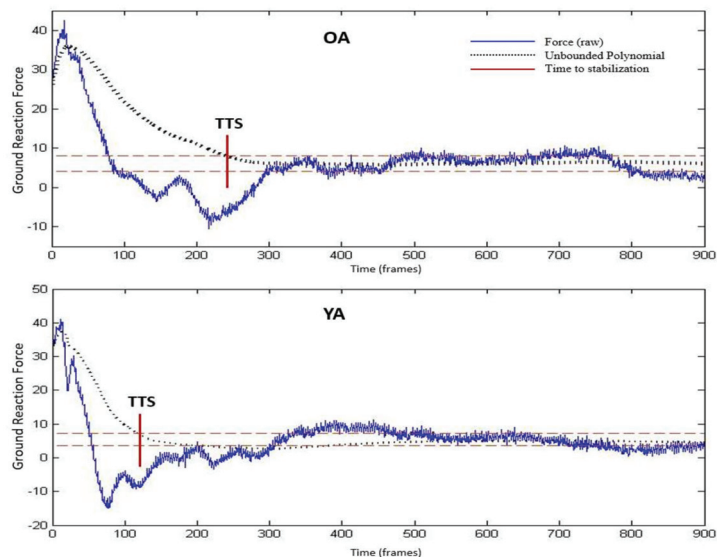 OA
Force (raw)
Unbounded Polynomial
Time to stabilization
TTS
Ground Reaction Force
40
30
20
10
0
-10
0 100 200 300 400 500 600 700 800 900
Time (frames)
YA
TTS
Ground Reaction Force
50
40
30
20
10
0
-10
-20
0 100 200 300 400 500 600 700 800 900
Time (frames)